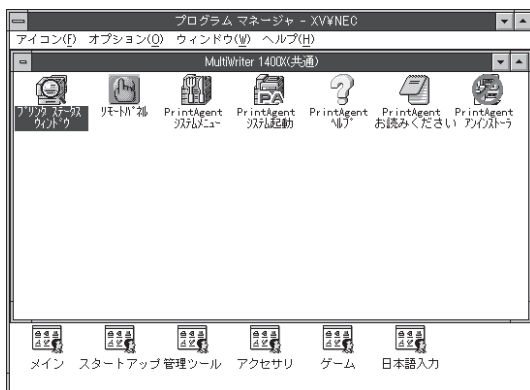 プログラム マネージャ - XV¥NEC
アイコン(F) オプション(O) ウィンドウ(W) ヘルプ(H)
MultiWriter 1400X(共通)
プリンタ ステータス ウィンドウ
リモートパネル
PrintAgent システムメニュー
PrintAgent システム起動
PrintAgent ヘルプ
PrintAgent お読みください
PrintAgent アンインストーラ
メイン スタートアップ 管理ツール アクセサリ ゲーム 日本語入力